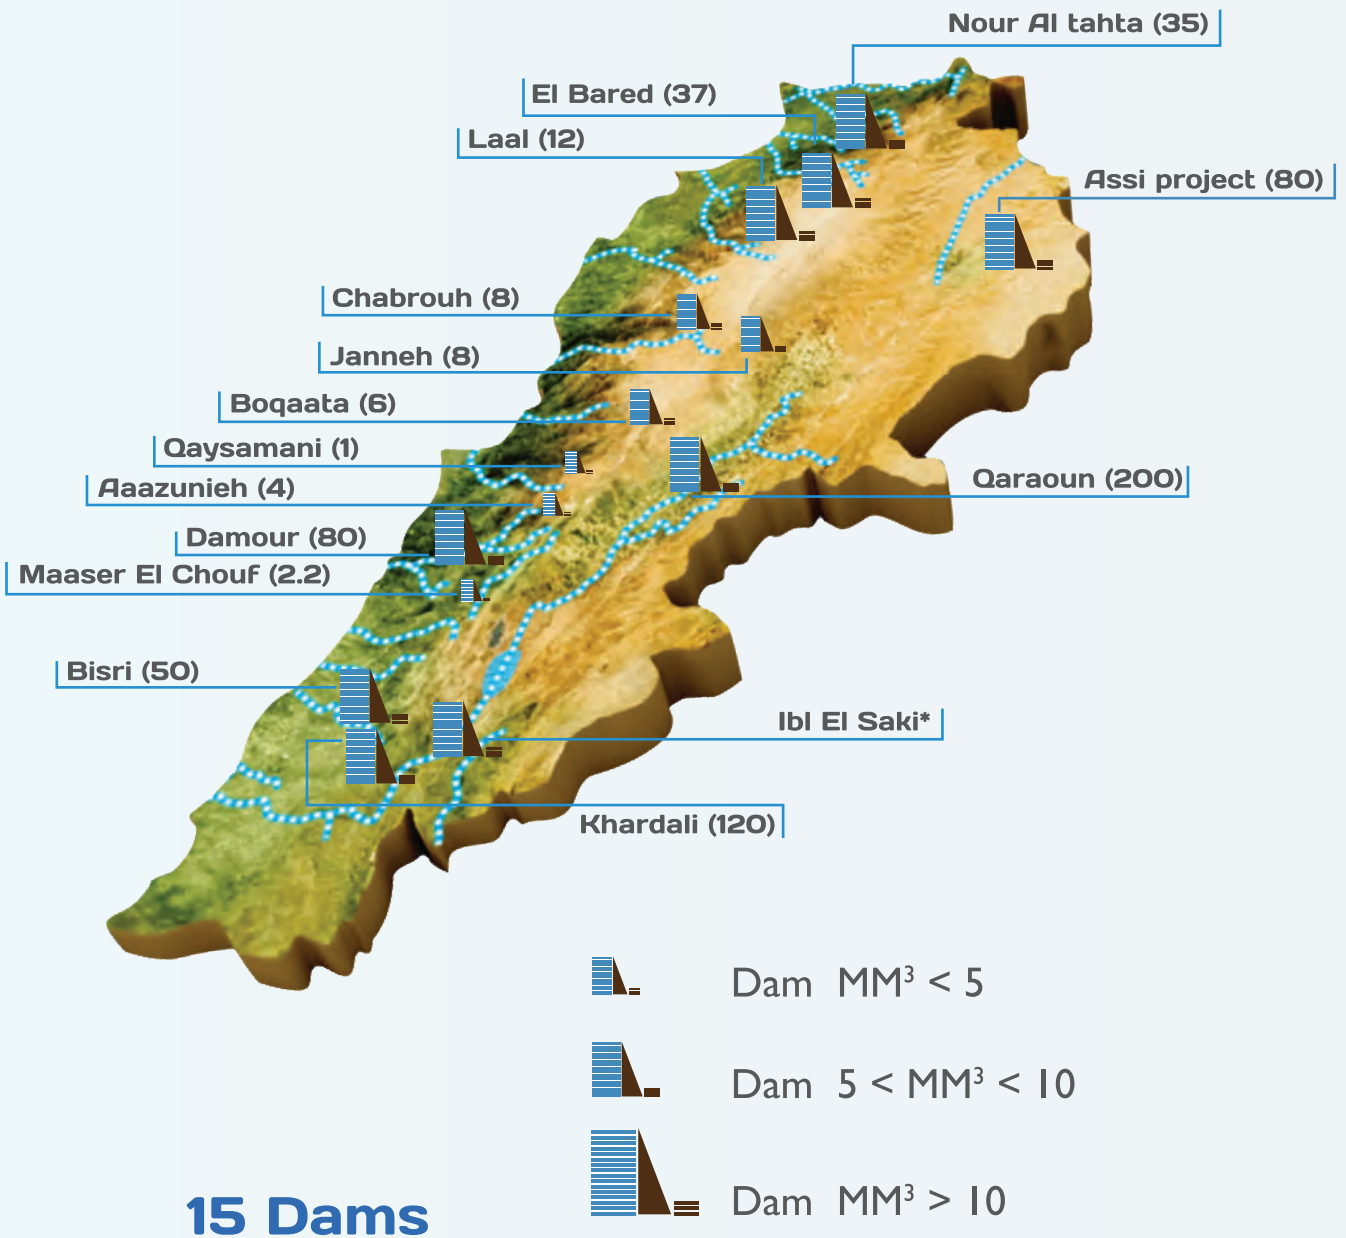 Nour Al tahta (35)
El Bared (37)
Laal (12)
Assi project (80)
Chabrouh (8)
Janneh (8)
Boqaata (6)
Qaysamani (1)
Qaraoun (200)
Aaazunieh (4)
Damour (80)
Maaser El Chouf (2.2)
Bisri (50)
Ibl El Saki*
Khardali (120)
Dam MM³ < 5
Dam 5 < MM³ < 10
Dam MM³ > 10
15 Dams